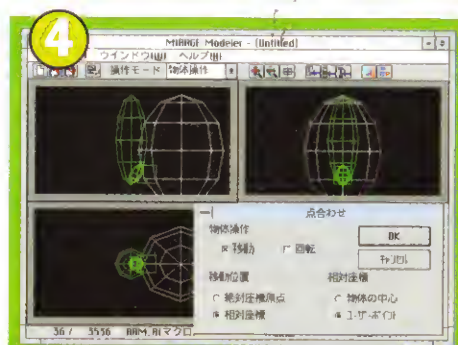 4
MIRAGE Modeler - [Untitled]
ウインドウ(W) ヘルプ(H)
操作モード 物体操作
点合わせ
物体操作
移動 回転
OK
キャンセル
移動位置 相対座標
絶対座標原点 物体の中心
相対座標 ユーザーポイント
367 3556